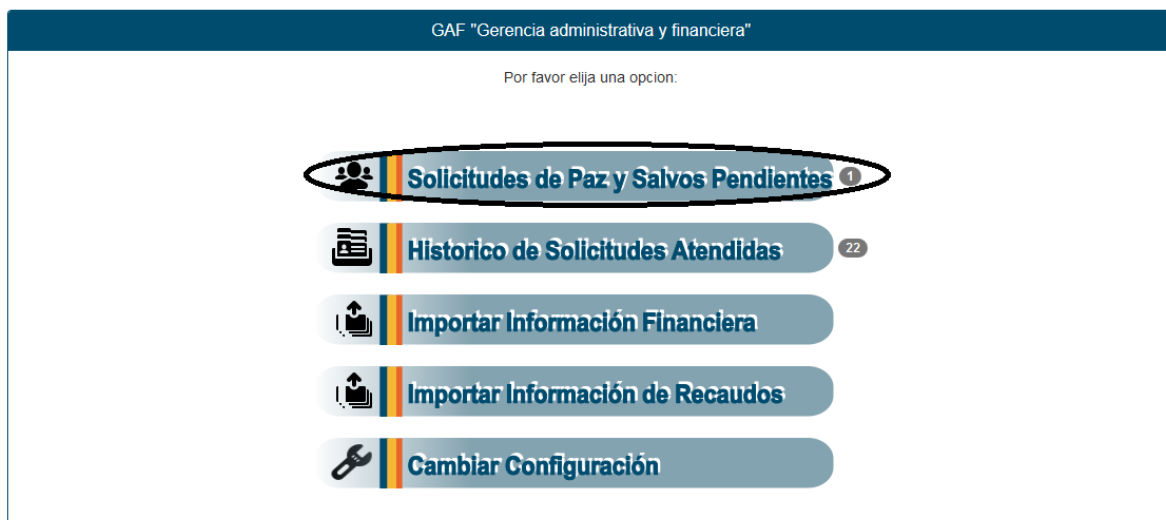 GAF "Gerencia administrativa y financiera"
Por favor elija una opcion:
Solicitudes de Paz y Salvos Pendientes 1
Historico de Solicitudes Atendidas 22
Importar Información Financiera
Importar Información de Recaudos
Cambiar Configuración